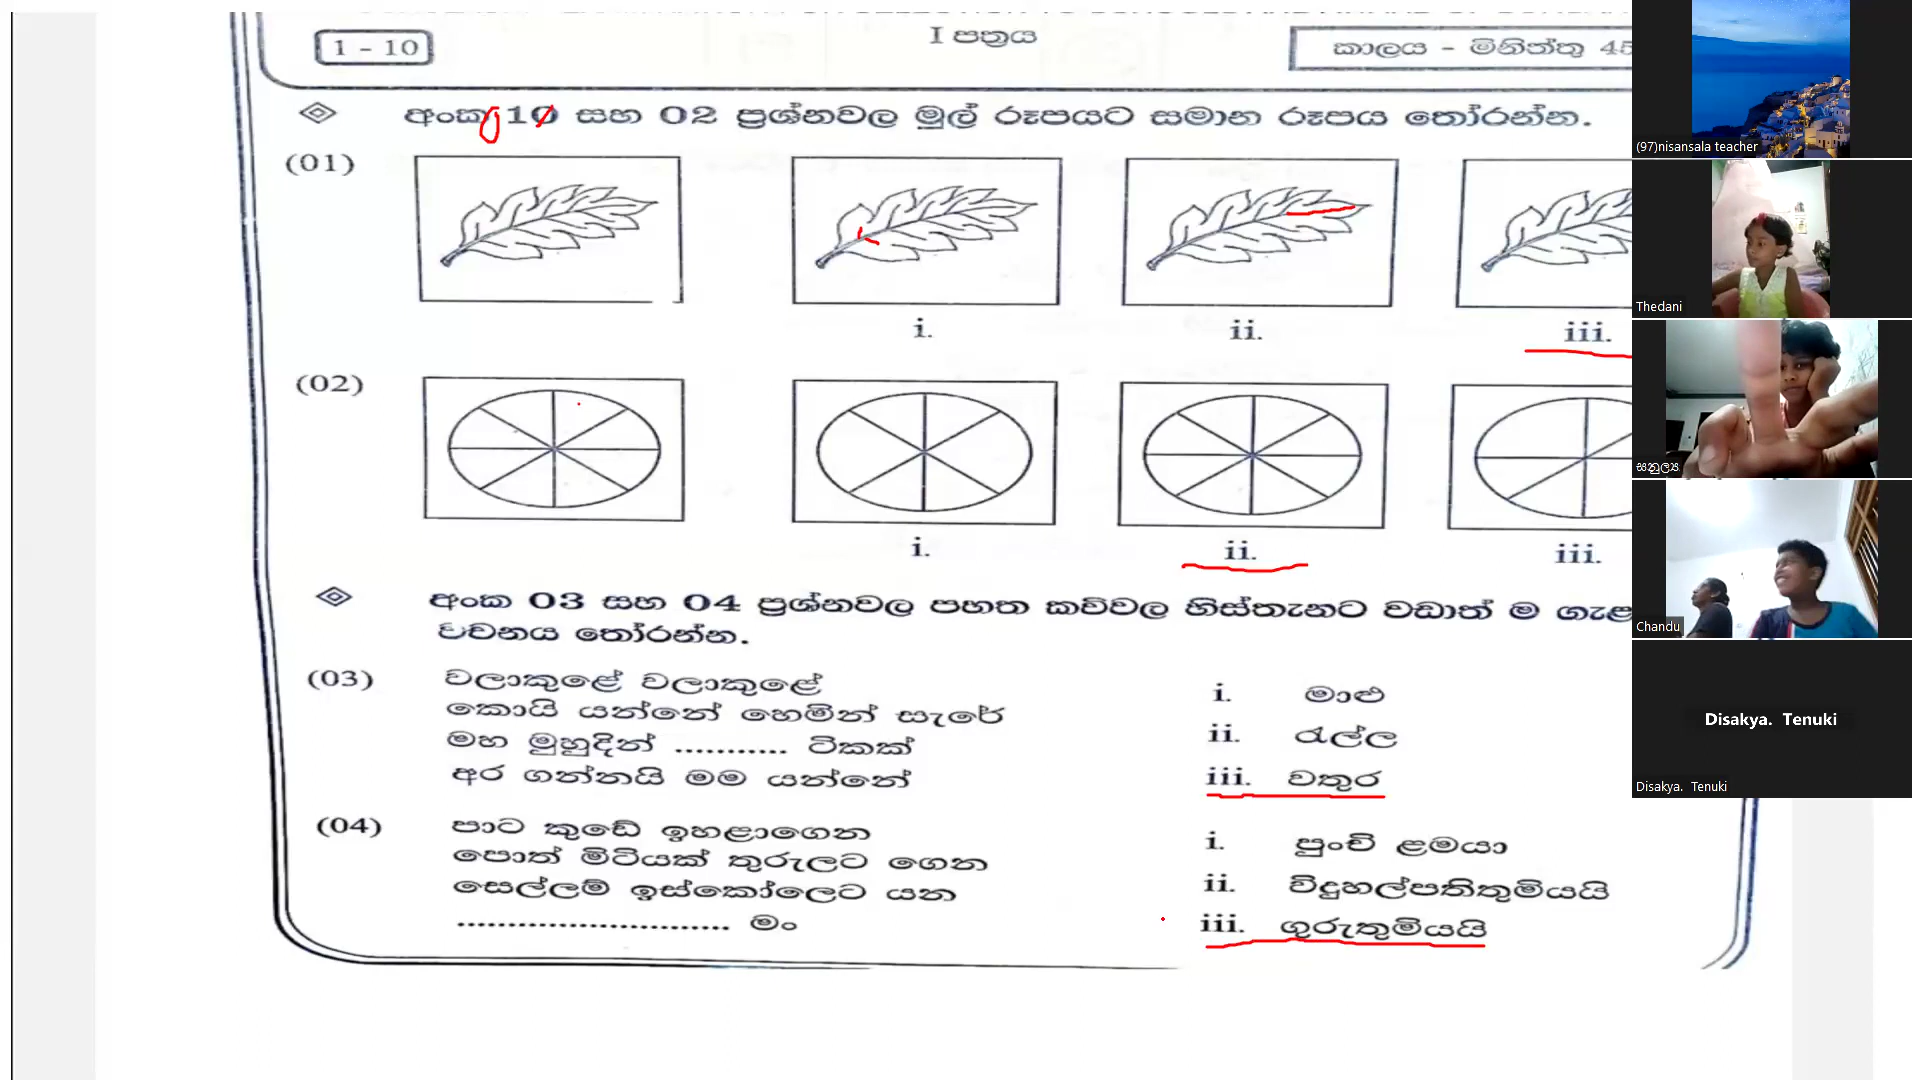 1 - 10
I පත්‍රය
කාලය - මිනිත්තු 45
අංක 10 සහ 02 ප්‍රශ්නවල මුල් රූපයට සමාන රූපය තෝරන්න.
(01)
i.
ii.
iii.
(02)
i.
ii.
iii.
අංක 03 සහ 04 ප්‍රශ්නවල පහත කව්වල හිස්තැනට වඩාත් ම ගැළ
වචනය තෝරන්න.
(03)
වලාකුළේ වලාකුළේ
කොයි යන්නේ හෙමින් සැරේ
මහ මුහුදින් ........... ටිකක්
අර ගන්නයි මම යන්නේ
i. මාළු
ii. රැල්ල
iii. වතුර
(04)
පාට කුඩේ ඉහළාගෙන
පොත් මිටියක් තුරුලට ගෙන
සෙල්ලම් ඉස්කෝලෙට යන
........................... මං
i. පුංචි ළමයා
ii. විදුහල්පතිතුමියයි
iii. ගුරුතුමියයි
(97)nisansala teacher
Thedani
Chandu
Disakya. Tenuki
Disakya. Tenuki